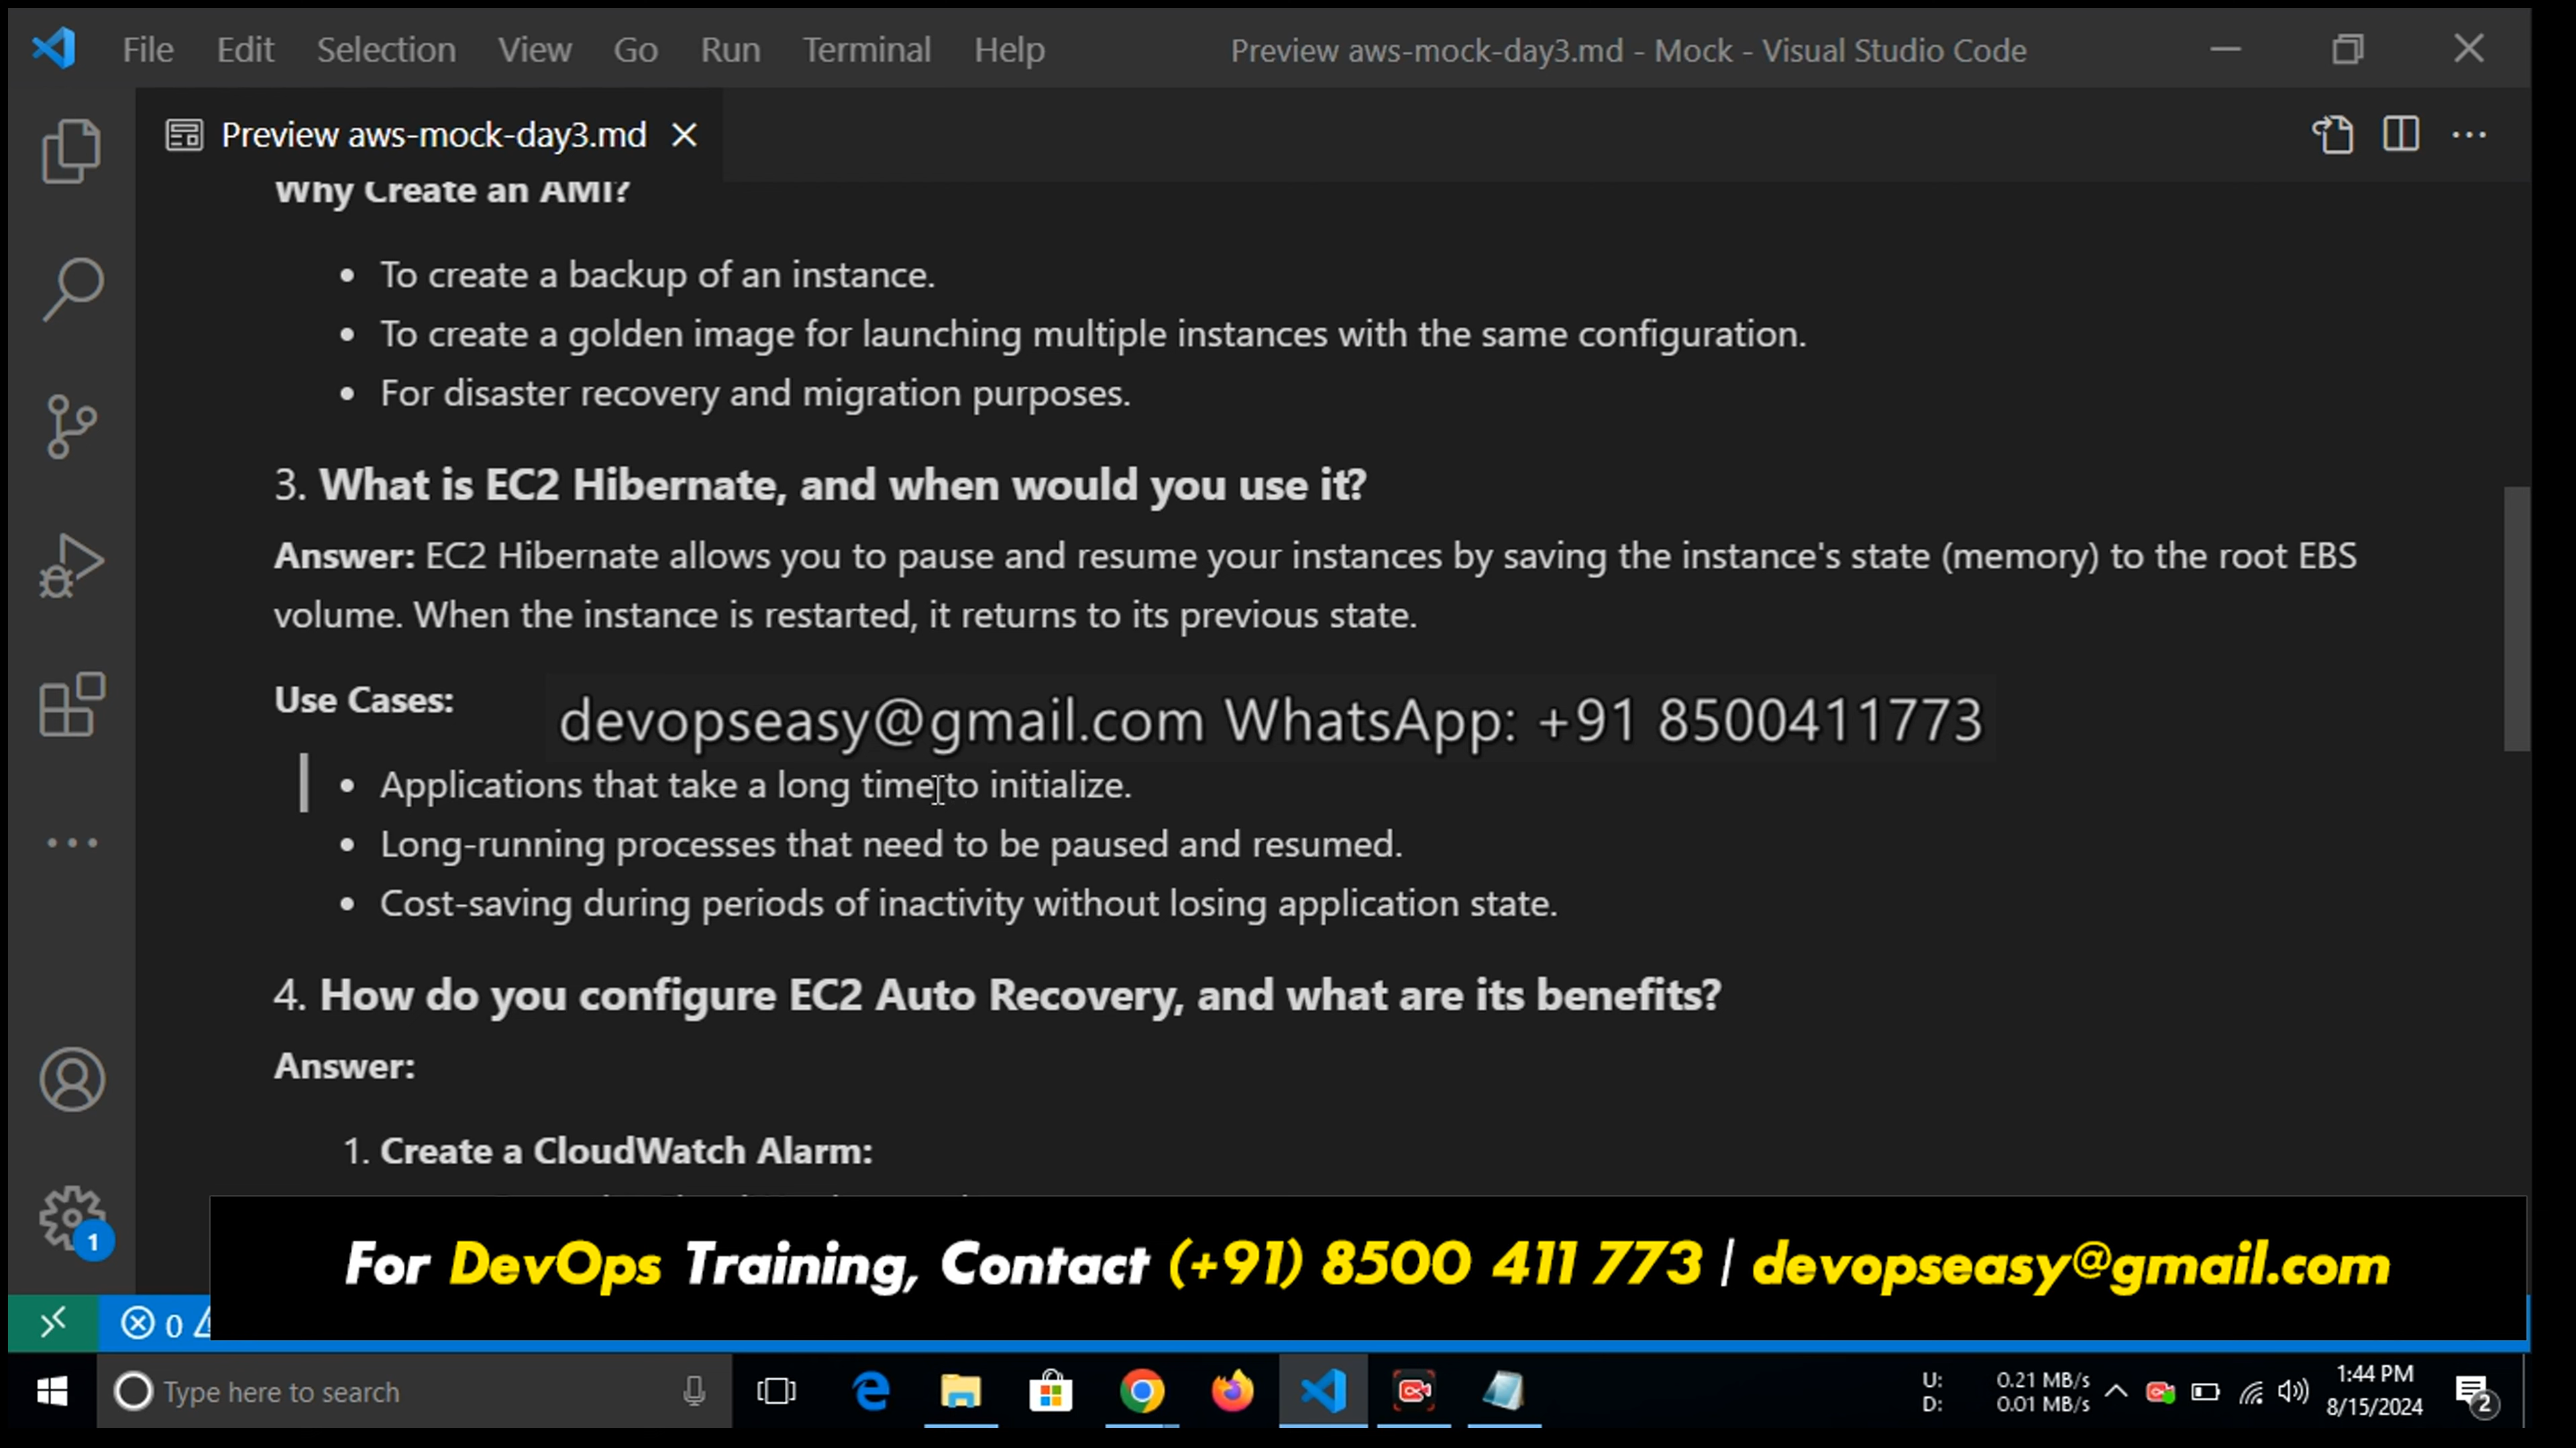 File Edit Selection View Go Run Terminal Help Preview aws-mock-day3.md - Mock - Visual Studio Code
Preview aws-mock-day3.md
Why Create an AMI?
• To create a backup of an instance.
• To create a golden image for launching multiple instances with the same configuration.
• For disaster recovery and migration purposes.
3. What is EC2 Hibernate, and when would you use it?
Answer: EC2 Hibernate allows you to pause and resume your instances by saving the instance's state (memory) to the root EBS
volume. When the instance is restarted, it returns to its previous state.
Use Cases:
devopseasy@gmail.com WhatsApp: +91 8500411773
• Applications that take a long time to initialize.
• Long-running processes that need to be paused and resumed.
• Cost-saving during periods of inactivity without losing application state.
4. How do you configure EC2 Auto Recovery, and what are its benefits?
Answer:
1. Create a CloudWatch Alarm:
1
For DevOps Training, Contact (+91) 8500 411 773 | devopseasy@gmail.com
0
Type here to search
U: 0.21 MB/s
D: 0.01 MB/s
1:44 PM
8/15/2024
2